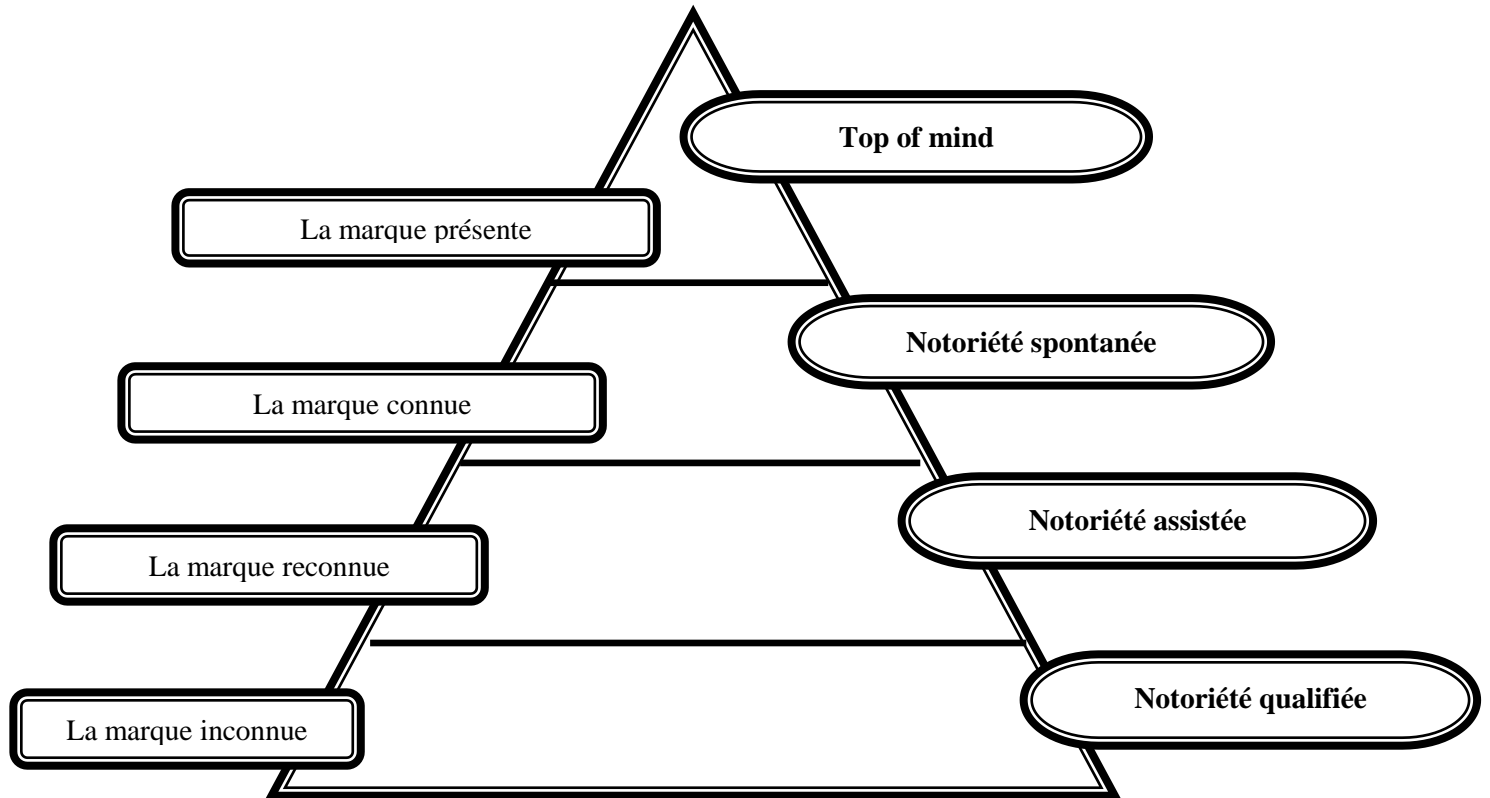 Top of mind
La marque présente
Notoriété spontanée
La marque connue
Notoriété assistée
La marque reconnue
Notoriété qualifiée
La marque inconnue